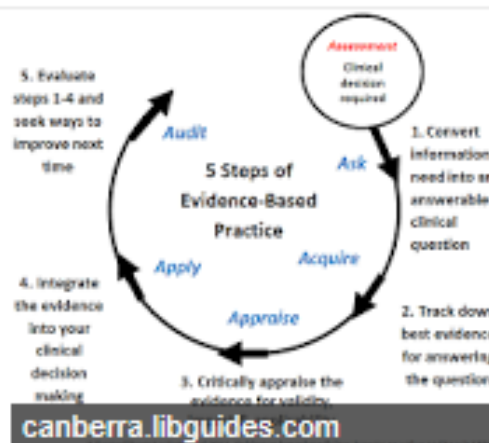 Assessment
Clinical
decision
required
5. Evaluate
steps 1-4 and
seek ways to
improve next
time
Audit
Ask
1. Convert
information
need into an
answerable
clinical
question
5 Steps of
Evidence-Based
Practice
Acquire
Apply
Appraise
4. Integrate
the evidence
into your
clinical
decision
making
2. Track down
best evidence
for answering
the question
3. Critically appraise the
evidence for validity,
canberra.libguides.com